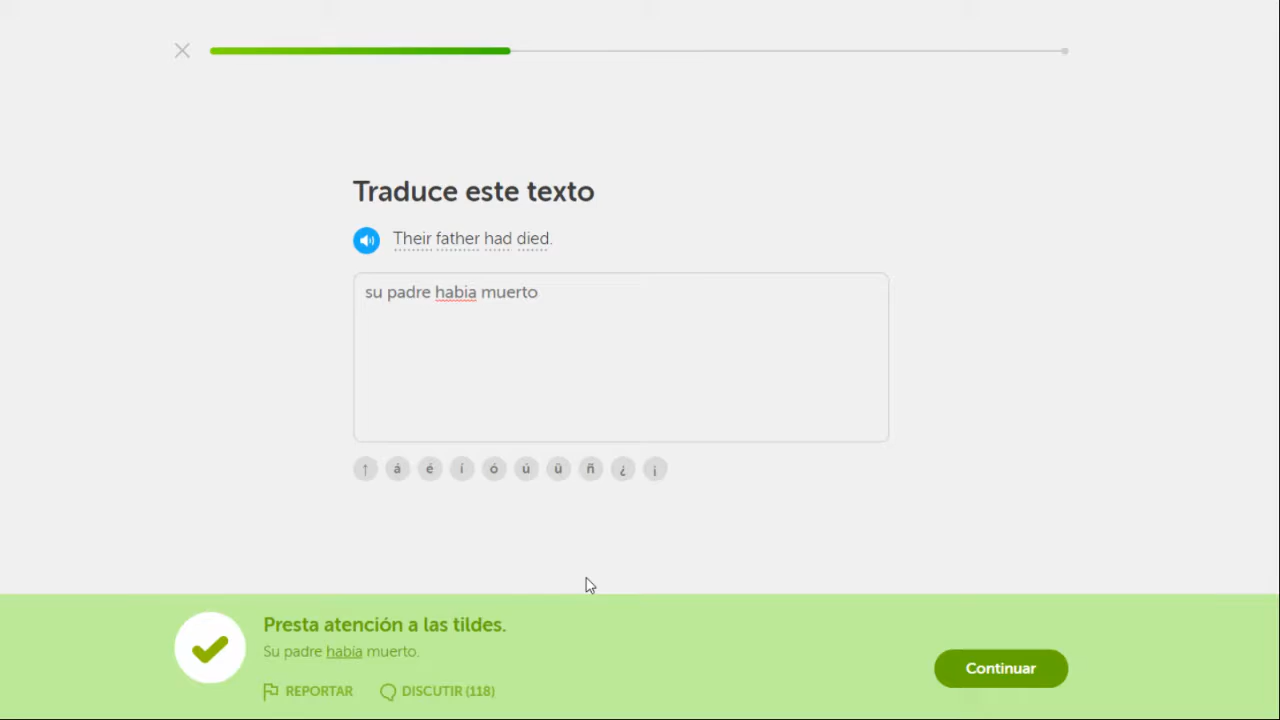 Traduce este texto
Their father had died.
su padre habia muerto
↑ á é í ó ú ü ñ ¿ ¡
Presta atención a las tildes.
Su padre había muerto.
REPORTAR DISCUTIR (118)
Continuar